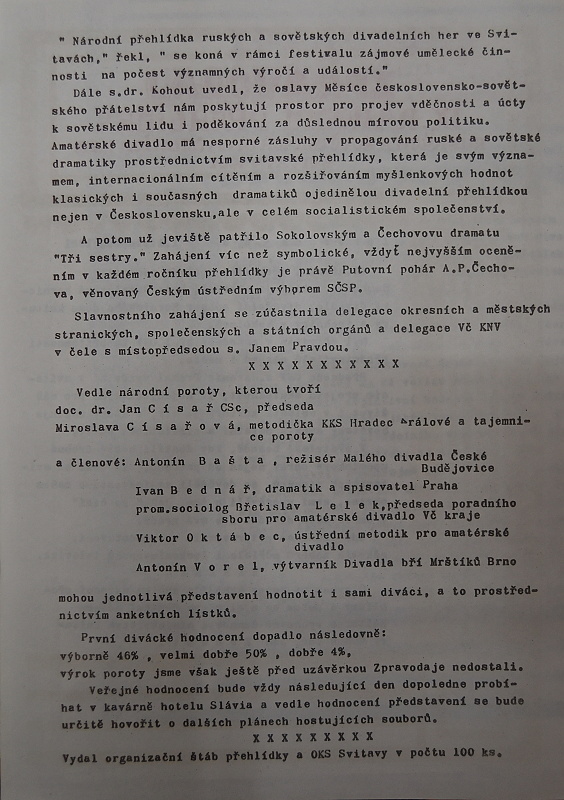 " Národní přehlídka ruských a sovětských divadelních her ve Svi-
tavách," řekl, " se koná v rámci festivalu zájmové umělecké čin-
nosti na počest významných výročí a událostí."
Dále s.dr. Kohout uvedl, že oslavy Měsíce československo-sovět-
ského přátelství nám poskytují prostor pro projev vděčnosti a úcty
k sovětskému lidu i poděkování za důslednou mírovou politiku.
Amatérské divadlo má nesporné zásluhy v propagování ruské a sovětské
dramatiky prostřednictvím svitavské přehlídky, která je svým význa-
mem, internacionálním cítěním a rozšiřováním myšlenkových hodnot
klasických i současných dramatiků ojedinělou divadelní přehlídkou
nejen v Československu,ale v celém socialistickém společenství.
A potom už jeviště patřilo Sokolovským a Čechovovu dramatu
"Tři sestry." Zahájení víc než symbolické, vždyť nejvyšším oceně-
ním v každém ročníku přehlídky je právě Putovní pohár A.P.Čecho-
va, věnovaný Českým ústředním výborem SČSP.
Slavnostního zahájení se zúčastnila delegace okresních a městských
stranických, společenských a státních orgánů a delegace Vč KNV
v čele s místopředsedou s. Janem Pravdou.
X X X X X X X X X X X
Vedle národní poroty, kterou tvoří
doc. dr. Jan C í s a ř CSc, předseda
Miroslava C í s a ř o v á, metodička KKS Hradec Králové a tajemni-
ce poroty
a členové: Antonín B a š t a , režisér Malého divadla České
Budějovice
Ivan B e d n á ř, dramatik a spisovatel Praha
prom.sociolog Břetislav L e l e k,předseda poradního
sboru pro amatérské divadlo Vč kraje
Viktor O k t á b e c, ústřední metodik pro amatérské
divadlo
Antonín V o r e l, výtvarník Divadla bří Mrštíků Brno
mohou jednotlivá představení hodnotit i sami diváci, a to prostřed-
nictvím anketních lístků.
První divácké hodnocení dopadlo následovně:
výborně 46% , velmi dobře 50% , dobře 4%,
výrok poroty jsme však ještě před uzávěrkou Zpravodaje nedostali.
Veřejné hodnocení bude vždy následující den dopoledne probí-
hat v kavárně hotelu Slávia a vedle hodnocení představení se bude
určitě hovořit o dalších plánech hostujících souborů.
X X X X X X X X X
Vydal organizační štáb přehlídky a OKS Svitavy v počtu 100 ks.